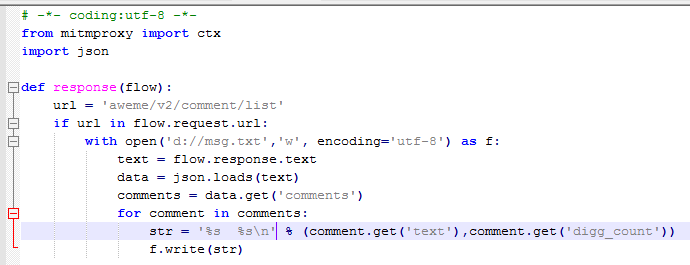 # -*- coding:utf-8 -*-
from mitmproxy import ctx
import json
def response(flow):
    url = 'aweme/v2/comment/list'
    if url in flow.request.url:
        with open('d://msg.txt','w', encoding='utf-8') as f:
            text = flow.response.text
            data = json.loads(text)
            comments = data.get('comments')
            for comment in comments:
                str = '%s  %s\n' % (comment.get('text'),comment.get('digg_count'))
                f.write(str)